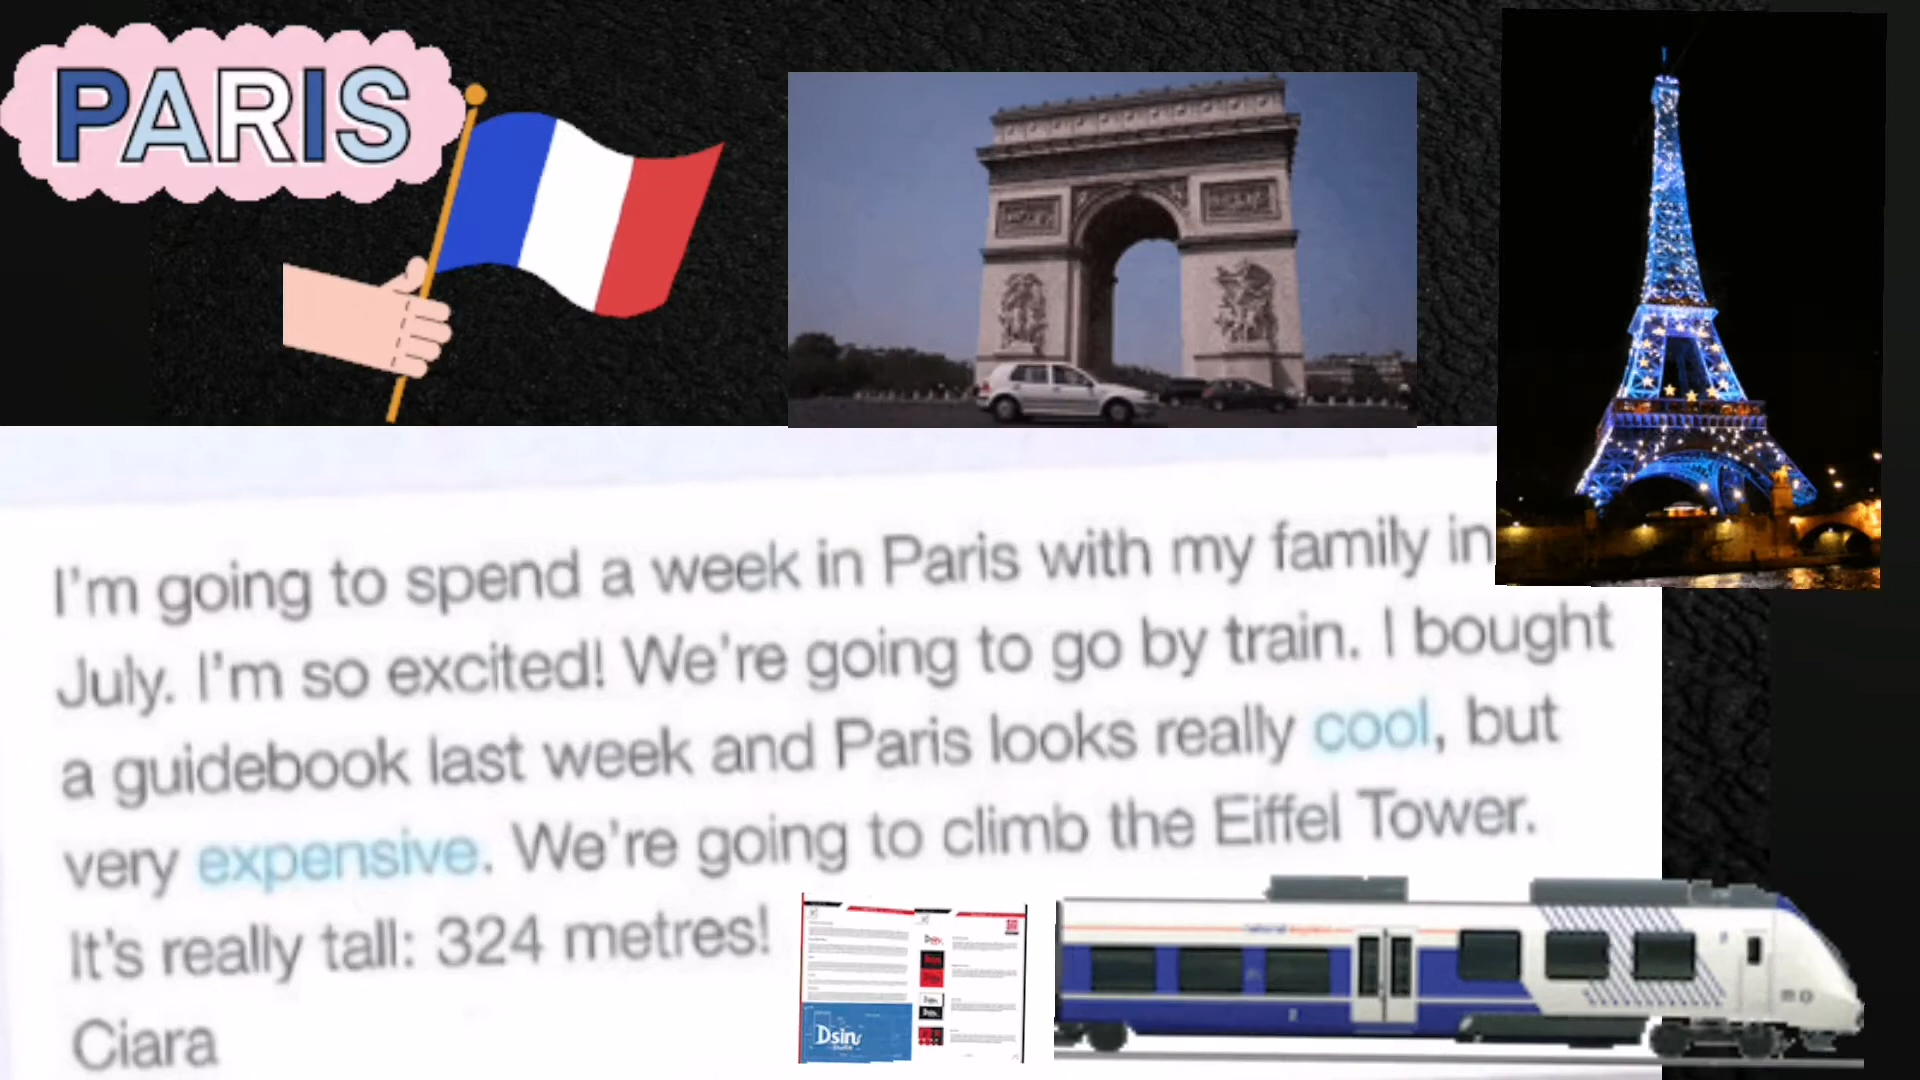 PARIS
I'm going to spend a week in Paris with my family in
July. I'm so excited! We're going to go by train. I bought
a guidebook last week and Paris looks really cool, but
very expensive. We're going to climb the Eiffel Tower.
It's really tall: 324 metres!
Ciara
Dsin